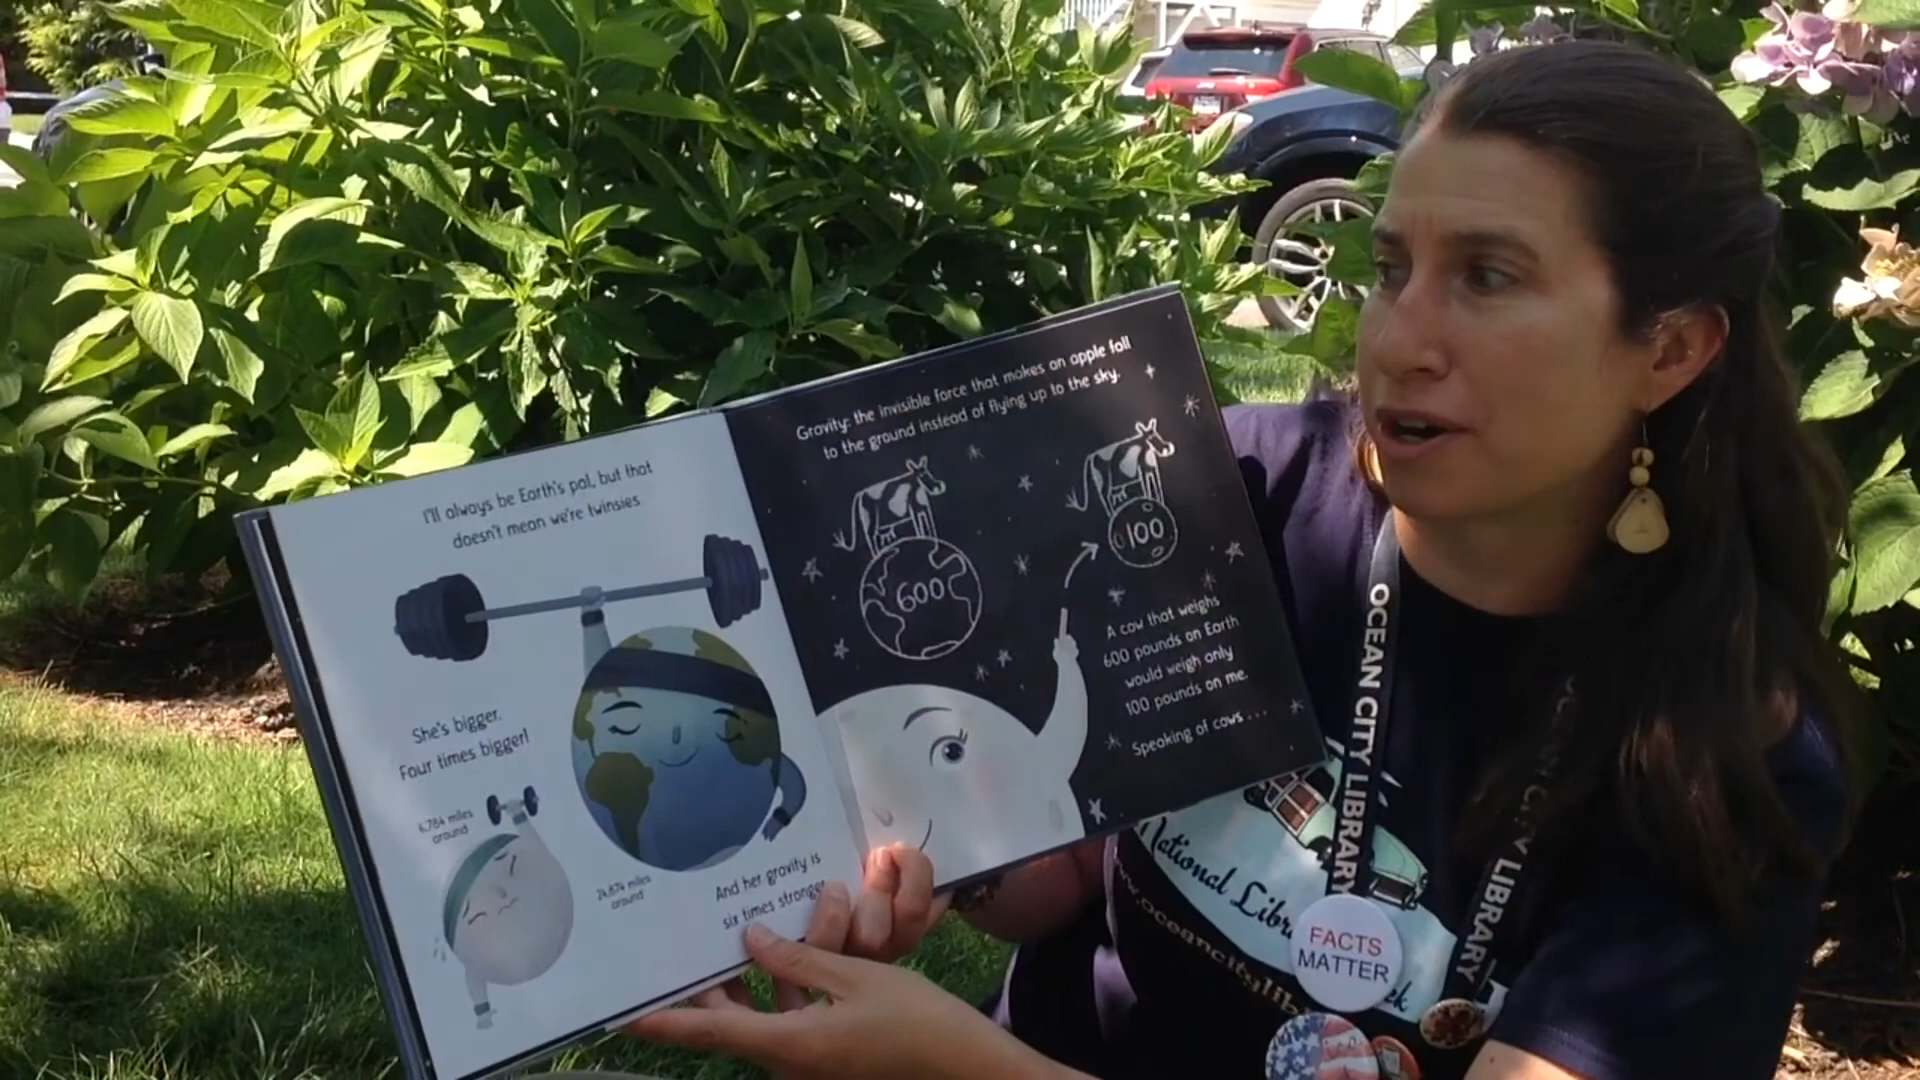 I'll always be Earth's pal, but that
doesn't mean we're twinsies
She's bigger.
Four times bigger!
6,784 miles
around
24,874 miles
around
And her gravity is
six times stronger
Gravity: the invisible force that makes an apple fall
to the ground instead of flying up to the sky.
600
100
A cow that weighs
600 pounds on Earth
would weigh only
100 pounds on me.
Speaking of cows...
OCEAN CITY LIBRARY
CITY LIBRARY
National
www.oceancitylib
FACTS
MATTER